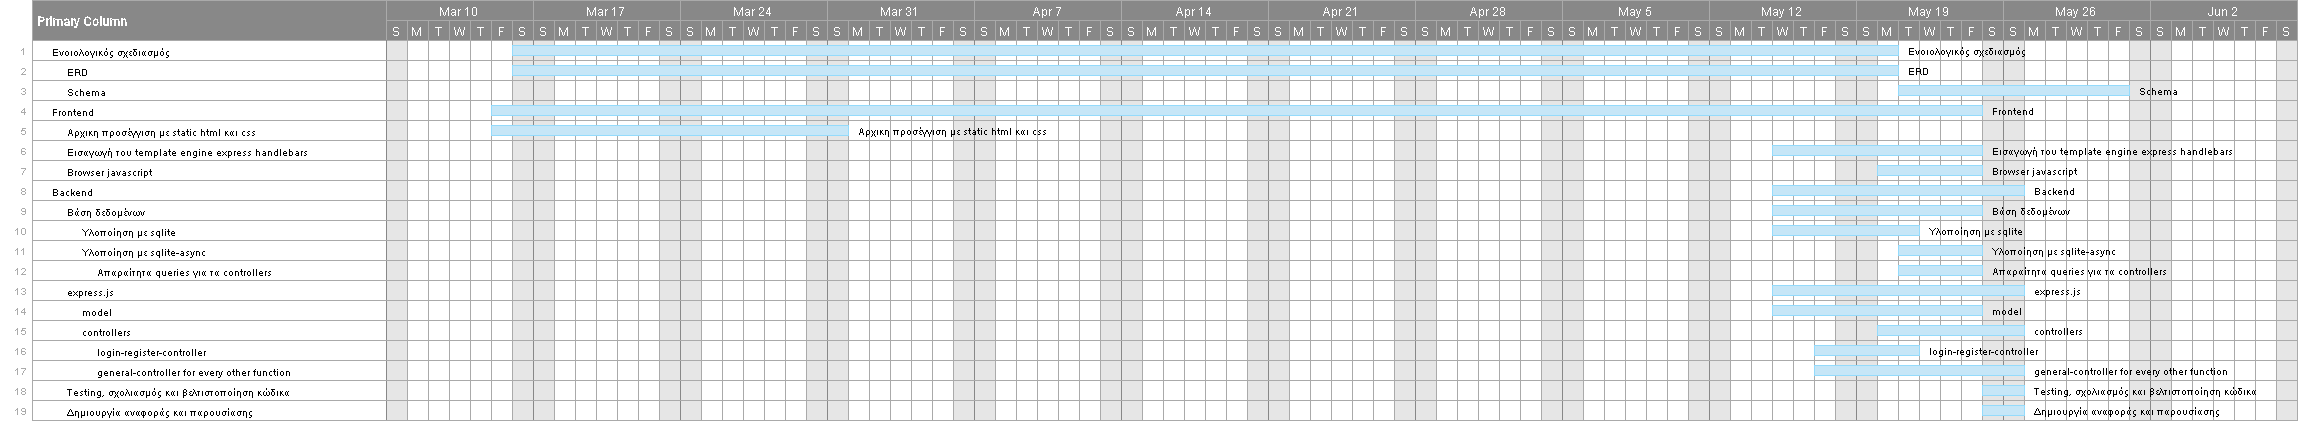 Primary Column
Mar 10 Mar 17 Mar 24 Mar 31 Apr 7 Apr 14 Apr 21 Apr 28 May 5 May 12 May 19 May 26 Jun 2
S M T W T F S S M T W T F S S M T W T F S S M T W T F S S M T W T F S S M T W T F S S M T W T F S S M T W T F S S M T W T F S S M T W T F S S M T W T F S S M T W T F S S M T W T F S
1 Ενοιολογικός σχεδιασμός Ενοιολογικός σχεδιασμός
2 ERD ERD
3 Schema Schema
4 Frontend Frontend
5 Αρχικη προσέγγιση με static html και css Αρχικη προσέγγιση με static html και css
6 Εισαγωγή του template engine express handlebars Εισαγωγή του template engine express handlebars
7 Browser javascript Browser javascript
8 Backend Backend
9 Βάση δεδομένων Βάση δεδομένων
10 Υλοποίηση με sqlite Υλοποίηση με sqlite
11 Υλοποίηση με sqlite-async Υλοποίηση με sqlite-async
12 Απαραίτητα queries για τα controllers Απαραίτητα queries για τα controllers
13 express.js express.js
14 model model
15 controllers controllers
16 login-register-controller login-register-controller
17 general-controller for every other function general-controller for every other function
18 Testing, σχολιασμός και βελτιστοποίηση κώδικα Testing, σχολιασμός και βελτιστοποίηση κώδικα
19 Δημιουργία αναφοράς και παρουσίασης Δημιουργία αναφοράς και παρουσίασης